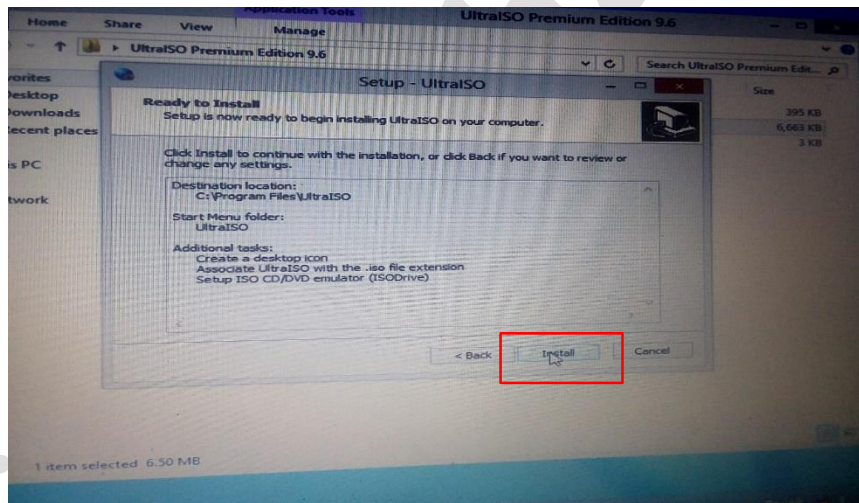 Application Tools
UltraISO Premium Edition 9.6
Home Share View Manage
UltraISO Premium Edition 9.6
Search UltraISO Premium Edit...
Setup - UltraISO
Size
Desktop
Downloads
Recent places
295 KB
6,663 KB
3 KB
Ready to Install
Setup is now ready to begin installing UltraISO on your computer.
Click Install to continue with the installation, or click Back if you want to review or
change any settings.
Destination location:
C:\Program Files\UltraISO
Start Menu folder:
UltraISO
Additional tasks:
Create a desktop icon
Associate UltraISO with the .iso file extension
Setup ISO CD/DVD emulator (ISODrive)
< Back Install Cancel
1 item selected 6.50 MB